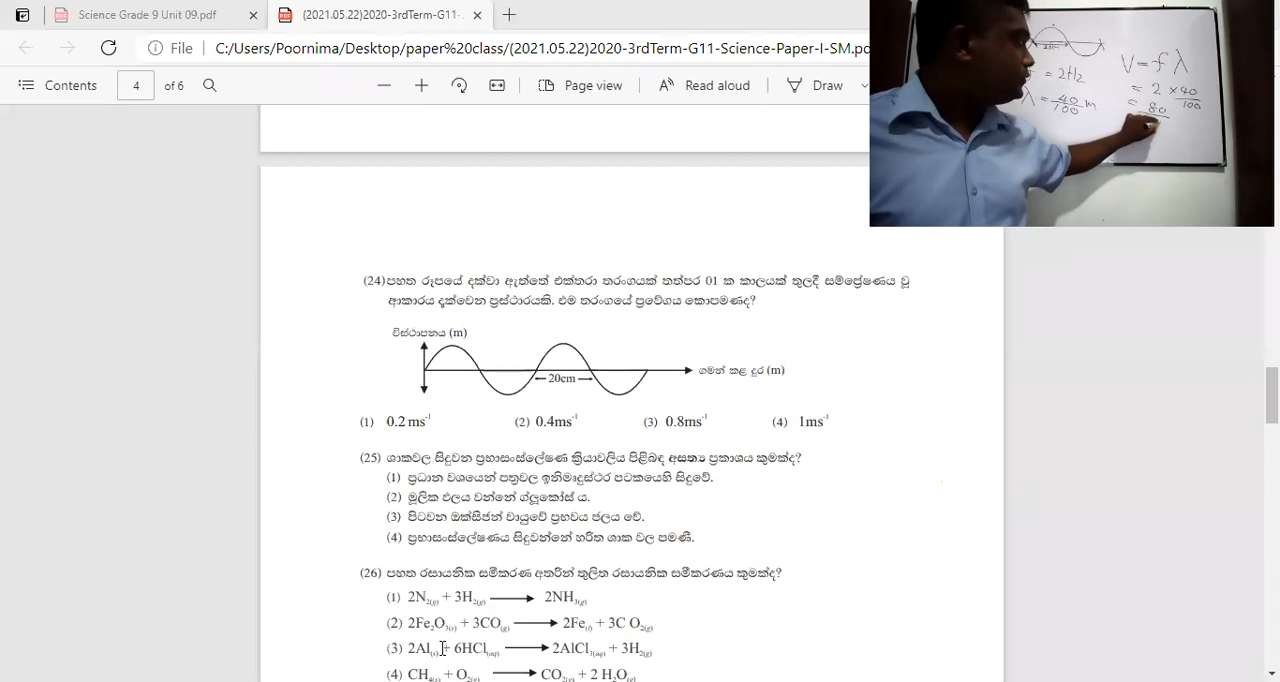 Science Grade 9 Unit 09.pdf
(2021.05.22)2020-3rdTerm-G11-
File
C:/Users/Poornima/Desktop/paper%20class/(2021.05.22)2020-3rdTerm-G11-Science-Paper-I-SM.pd
Contents
4 of 6
Page view
Read aloud
Draw
= 2Hz
λ = 40/100 m
V = f λ
= 2 × 40/100
= 80
(24) පහත රූපයේ දක්වා ඇත්තේ එක්තරා තරංගයක් තත්පර 01 ක කාලයක් තුලදී සම්ප්‍රේෂණය වූ
ආකාරය දැක්වෙන ප්‍රස්ථාරයකි. එම තරංගයේ ප්‍රවේගය කොපමණද?
විස්ථාපනය (m)
20cm
ගමන් කළ දුර (m)
(1) 0.2 ms⁻¹ (2) 0.4ms⁻¹ (3) 0.8ms⁻¹ (4) 1ms⁻¹
(25) ශාකවල සිදුවන ප්‍රභාසංස්ලේෂණ ක්‍රියාවලිය පිළිබඳ අසත්‍ය ප්‍රකාශය කුමක්ද?
(1) ප්‍රධාන වශයෙන් පත්‍රවල ඉනිමෘදුස්ථර පටකයෙහි සිදුවේ.
(2) මූලික ඵලය වන්නේ ග්ලූකෝස් ය.
(3) පිටවන ඔක්සිජන් වායුවේ ප්‍රභවය ජලය වේ.
(4) ප්‍රභාසංස්ලේෂණය සිදුවන්නේ හරිත ශාක වල පමණි.
(26) පහත රසායනික සමීකරණ අතරින් තුලිත රසායනික සමීකරණය කුමක්ද?
(1) 2N₂(g) + 3H₂(g) → 2NH₃(g)
(2) 2Fe₂O₃(s) + 3CO(g) → 2Fe(l) + 3C O₂(g)
(3) 2Al(s) + 6HCl(aq) → 2AlCl₃(aq) + 3H₂(g)
(4) CH₄(g) + O₂(g) → CO₂(g) + 2 H₂O(g)